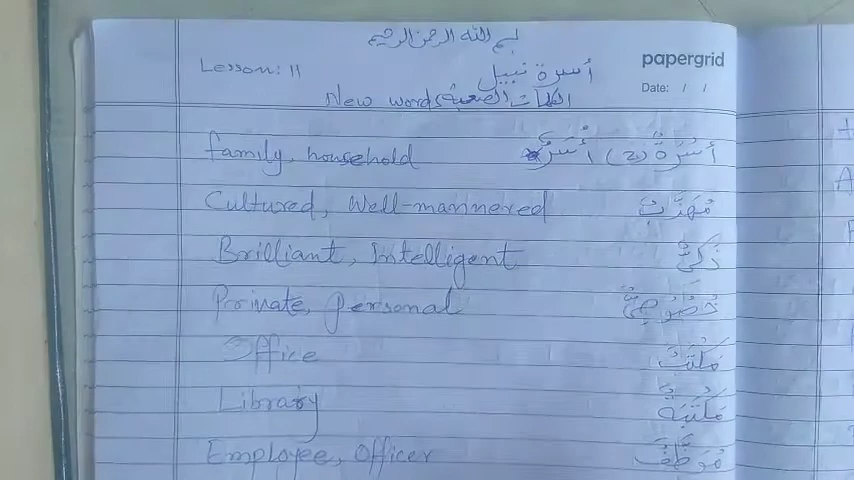 بسم الله الرحمن الرحيم
Lesson: 11 أسرة نبيل papergrid
Date: / /
New words الكلمات الصعبة
family, household أُسْرَةٌ (ج) أُسَرٌ
Cultured, Well-mannered مُهَذَّبٌ
Brilliant, Intelligent ذَكِيٌّ
Private, personal خُصُوْصِيٌّ
Office مَكْتَبٌ
Library مَكْتَبَةٌ
Employee, Officer مُوَظَّفٌ